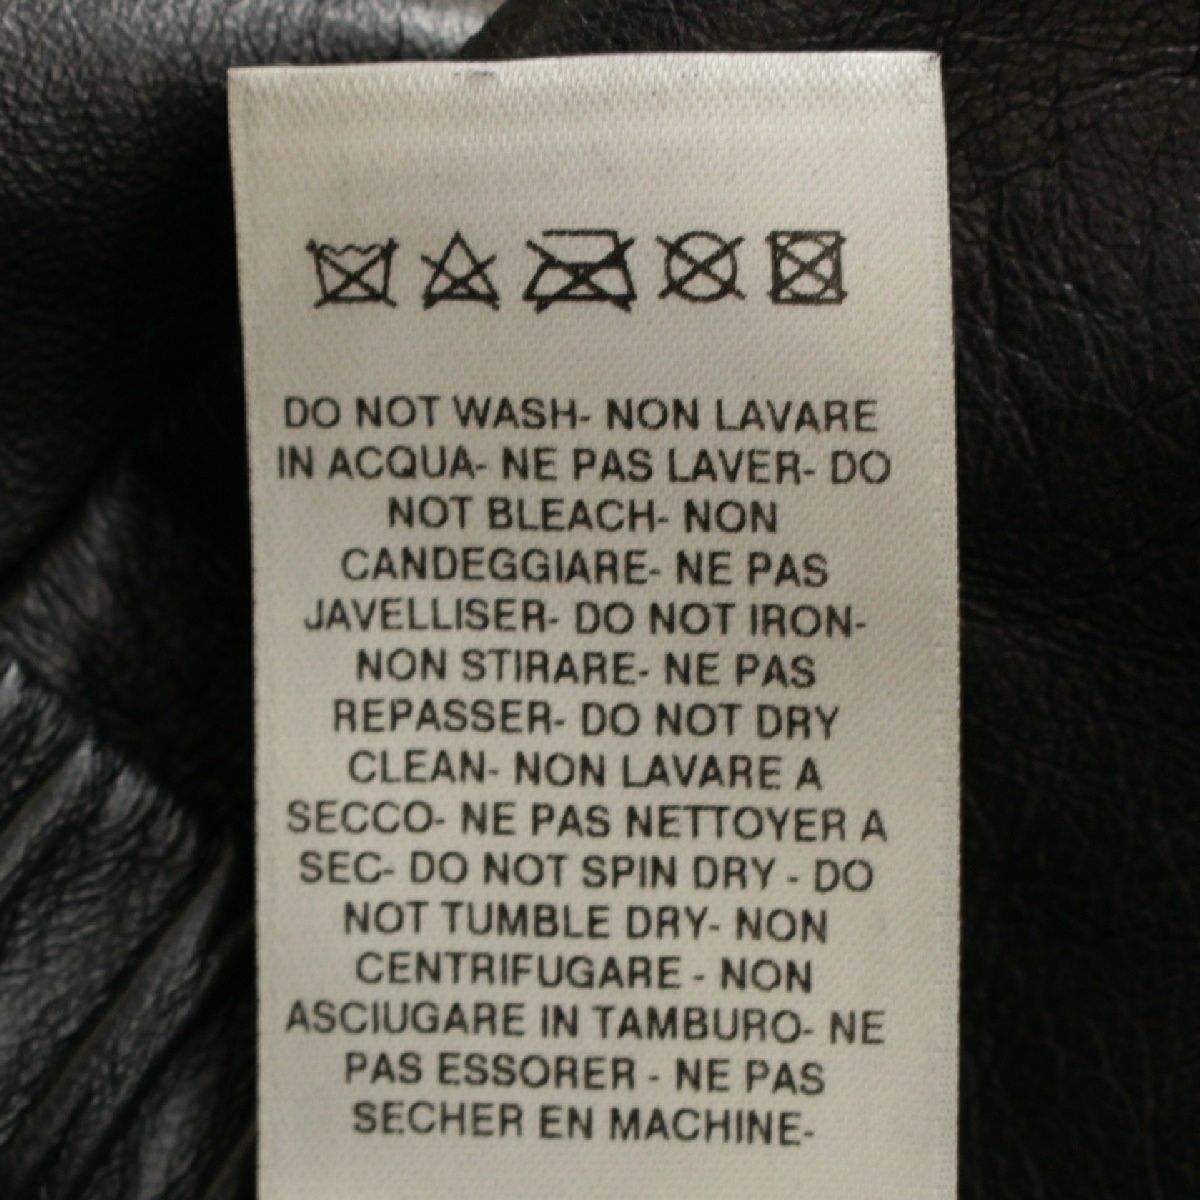 DO NOT WASH- NON LAVARE
IN ACQUA- NE PAS LAVER- DO
NOT BLEACH- NON
CANDEGGIARE- NE PAS
JAVELLISER- DO NOT IRON-
NON STIRARE- NE PAS
REPASSER- DO NOT DRY
CLEAN- NON LAVARE A
SECCO- NE PAS NETTOYER A
SEC- DO NOT SPIN DRY - DO
NOT TUMBLE DRY- NON
CENTRIFUGARE - NON
ASCIUGARE IN TAMBURO- NE
PAS ESSORER - NE PAS
SECHER EN MACHINE-